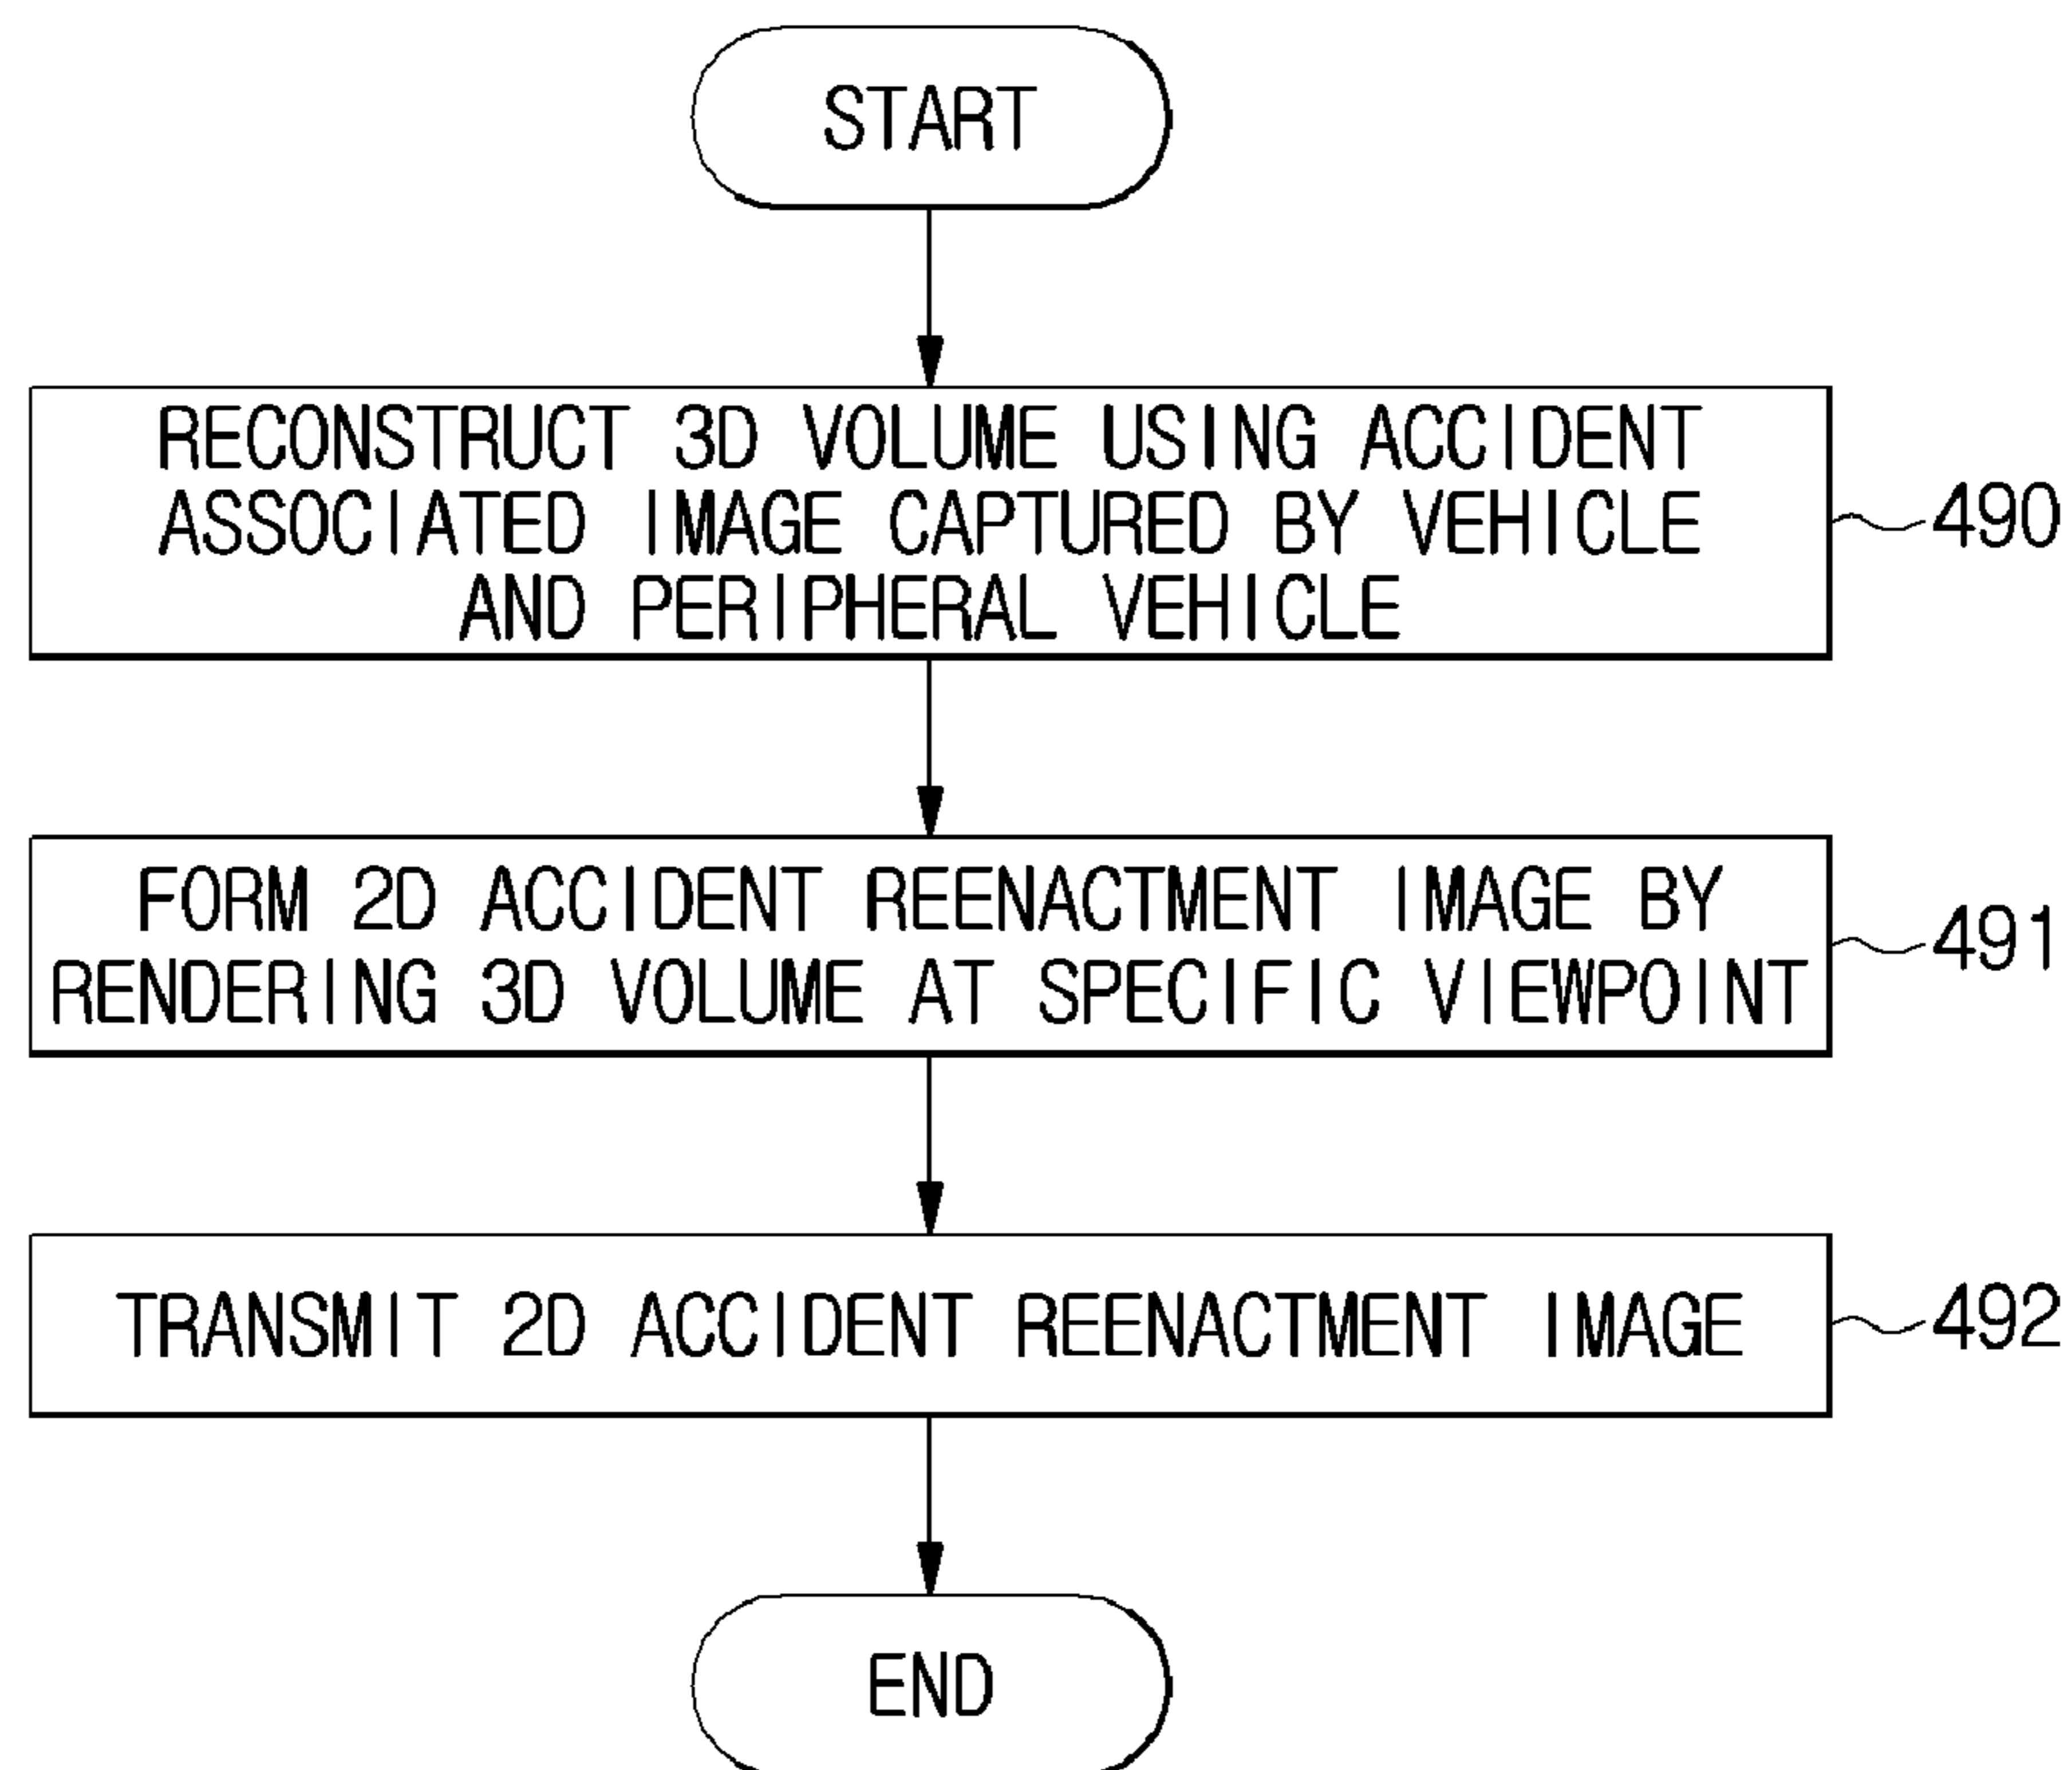 START
RECONSTRUCT 3D VOLUME USING ACCIDENT
ASSOCIATED IMAGE CAPTURED BY VEHICLE
AND PERIPHERAL VEHICLE
490
FORM 2D ACCIDENT REENACTMENT IMAGE BY
RENDERING 3D VOLUME AT SPECIFIC VIEWPOINT
491
TRANSMIT 2D ACCIDENT REENACTMENT IMAGE
492
END